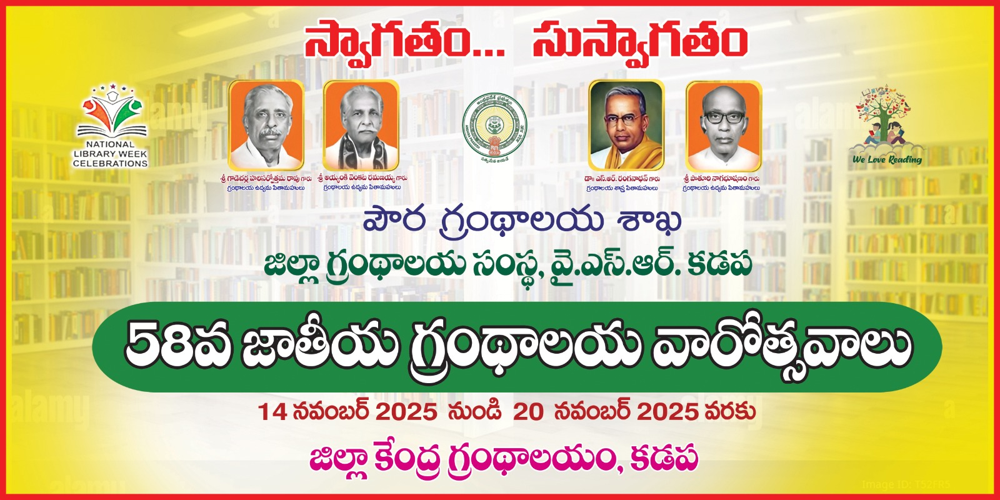 స్వాగతం... సుస్వాగతం
NATIONAL
LIBRARY WEEK
CELEBRATIONS
శ్రీ గాడిచర్ల హరిసర్వోత్తమ రావు గారు
గ్రంథాలయ ఉద్యమ పితామహులు
శ్రీ అయ్యంకి వెంకట రమణయ్య గారు
గ్రంథాలయ ఉద్యమ పితామహులు
ఆంధ్రప్రదేశ్ ప్రభుత్వం
సత్యమేవ జయతే
డా॥ ఎస్.ఆర్. రంగనాధన్ గారు
గ్రంథాలయ శాస్త్ర పితామహులు
శ్రీ పాతూరి నాగభూషణం గారు
గ్రంథాలయ ఉద్యమ పితామహులు
We Love Reading
పౌర గ్రంథాలయ శాఖ
జిల్లా గ్రంథాలయ సంస్థ, వై.ఎస్.ఆర్. కడప
58వ జాతీయ గ్రంథాలయ వారోత్సవాలు
14 నవంబర్ 2025 నుండి 20 నవంబర్ 2025 వరకు
జిల్లా కేంద్ర గ్రంథాలయం, కడప
alamy
Image ID: T52FR5